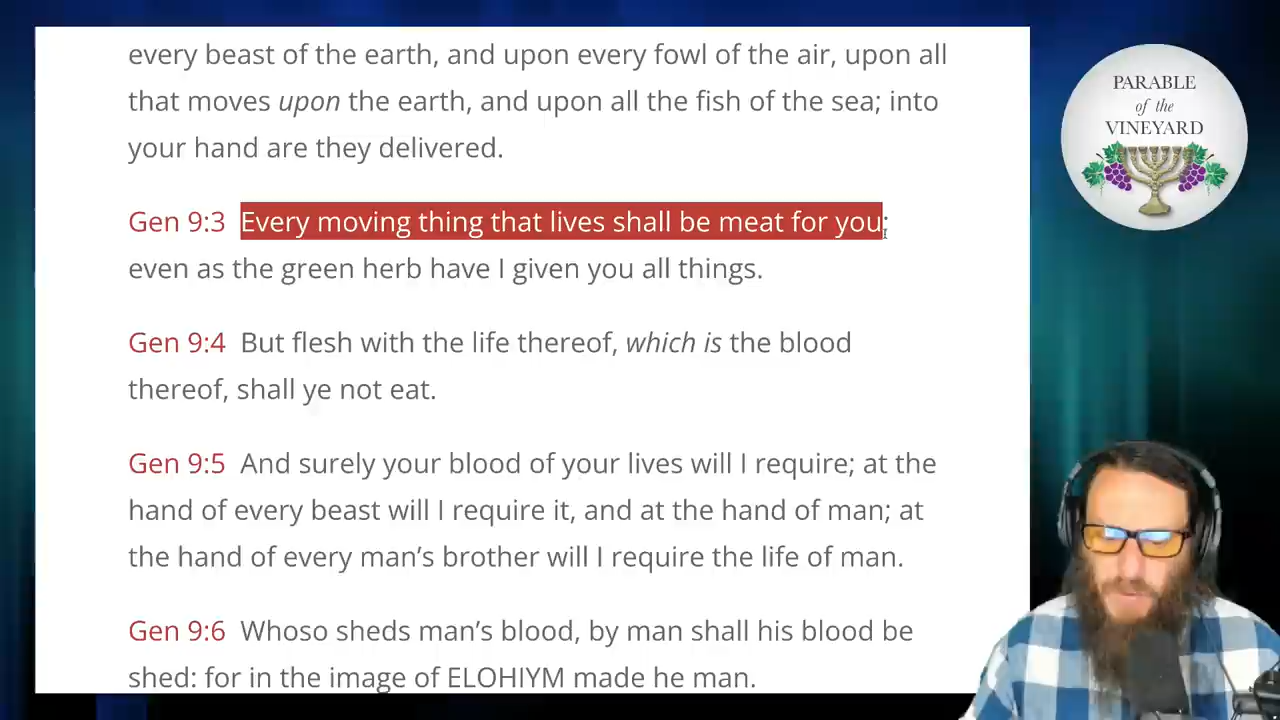 every beast of the earth, and upon every fowl of the air, upon all
that moves upon the earth, and upon all the fish of the sea; into
your hand are they delivered.
Gen 9:3 Every moving thing that lives shall be meat for you;
even as the green herb have I given you all things.
Gen 9:4 But flesh with the life thereof, which is the blood
thereof, shall ye not eat.
Gen 9:5 And surely your blood of your lives will I require; at the
hand of every beast will I require it, and at the hand of man; at
the hand of every man’s brother will I require the life of man.
Gen 9:6 Whoso sheds man’s blood, by man shall his blood be
shed: for in the image of ELOHIYM made he man.
PARABLE
of the
VINEYARD